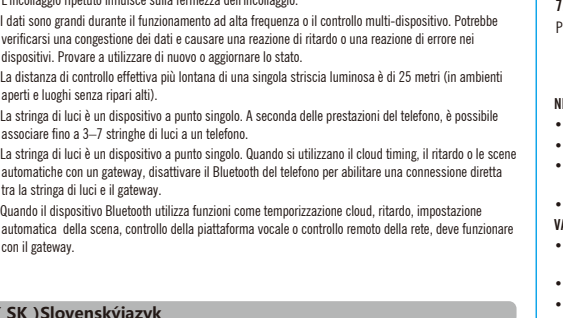 L'incollaggio ripetuto influisce sulla fermezza dell'incollaggio.
I dati sono grandi durante il funzionamento ad alta frequenza o il controllo multi-dispositivo. Potrebbe
verificarsi una congestione dei dati e causare una reazione di ritardo o una reazione di errore nei
dispositivi. Provare a utilizzare di nuovo o aggiornare lo stato.
La distanza di controllo effettiva più lontana di una singola striscia luminosa è di 25 metri (in ambienti
aperti e luoghi senza ripari alti).
La stringa di luci è un dispositivo a punto singolo. A seconda delle prestazioni del telefono, è possibile
associare fino a 3–7 stringhe di luci a un telefono.
La stringa di luci è un dispositivo a punto singolo. Quando si utilizzano il cloud timing, il ritardo o le scene
automatiche con un gateway, disattivare il Bluetooth del telefono per abilitare una connessione diretta
tra la stringa di luci e il gateway.
Quando il dispositivo Bluetooth utilizza funzioni come temporizzazione cloud, ritardo, impostazione
automatica della scena, controllo della piattaforma vocale o controllo remoto della rete, deve funzionare
con il gateway.
SK )Slovenskýjazyk
7
P
•
•
•
•
•
•
•